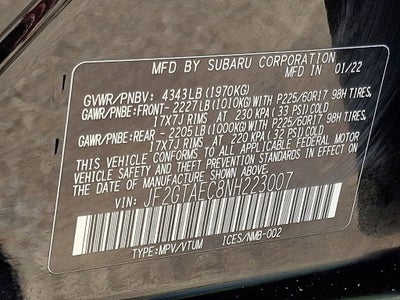 MFD BY SUBARU CORPORATION
MFD IN 01/22
GVWR/PNBV: 4343LB(1970KG)
GAWR/PNBE:FRONT- 2227LB(1010KG)WITH P225/60R17 98H TIRES,
17X7J RIMS AT 230 KPA(33 PSI)COLD
GAWR/PNBE:REAR - 2205LB(1000KG)WITH P225/60R17 98H TIRES,
17X7J RIMS AT 220 KPA(32 PSI)COLD
THIS VEHICLE CONFORMS TO ALL APPLICABLE FEDERAL MOTOR
VEHICLE SAFETY AND THEFT PREVENTION STANDARDS IN EFFECT
ON THE DATE OF MANUFACTURE SHOWN ABOVE.
VIN: JF2GTAEC8NH223007
TYPE:MPV/VTUM ICES/NMB-002